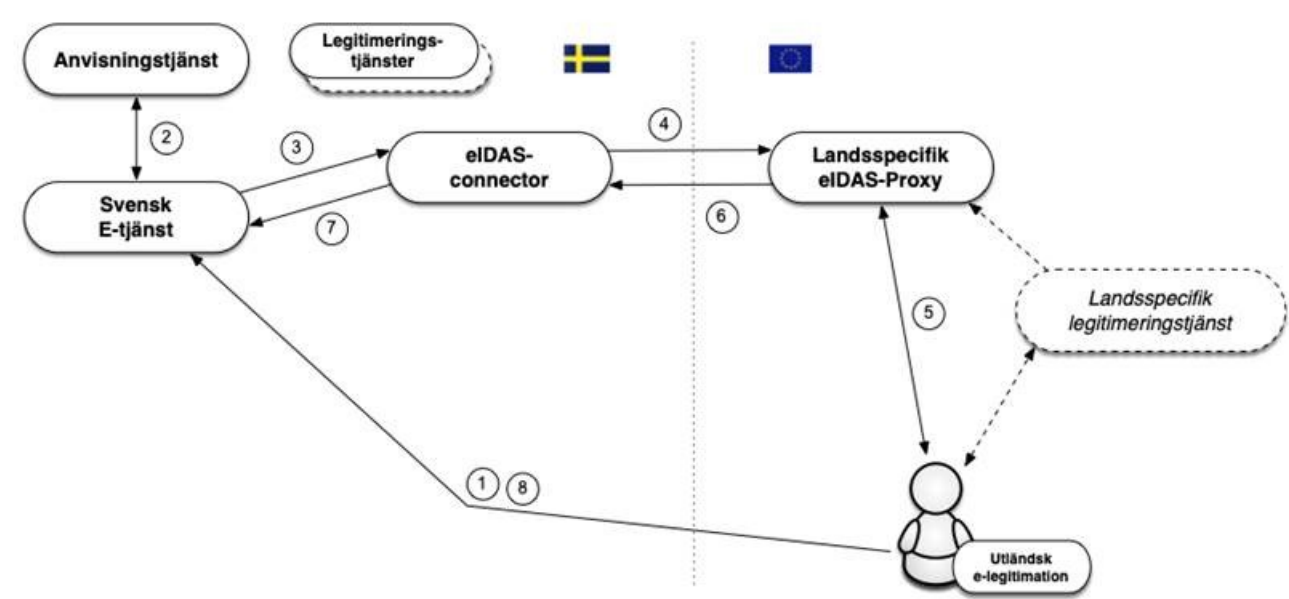 Anvisningstjänst
Legitimerings-
tjänster
2
3
4
eIDAS-
connector
Landsspecifik
eIDAS-Proxy
Svensk
E-tjänst
7
6
5
Landsspecifik
legitimeringstjänst
1
8
Utländsk
e-legitimation